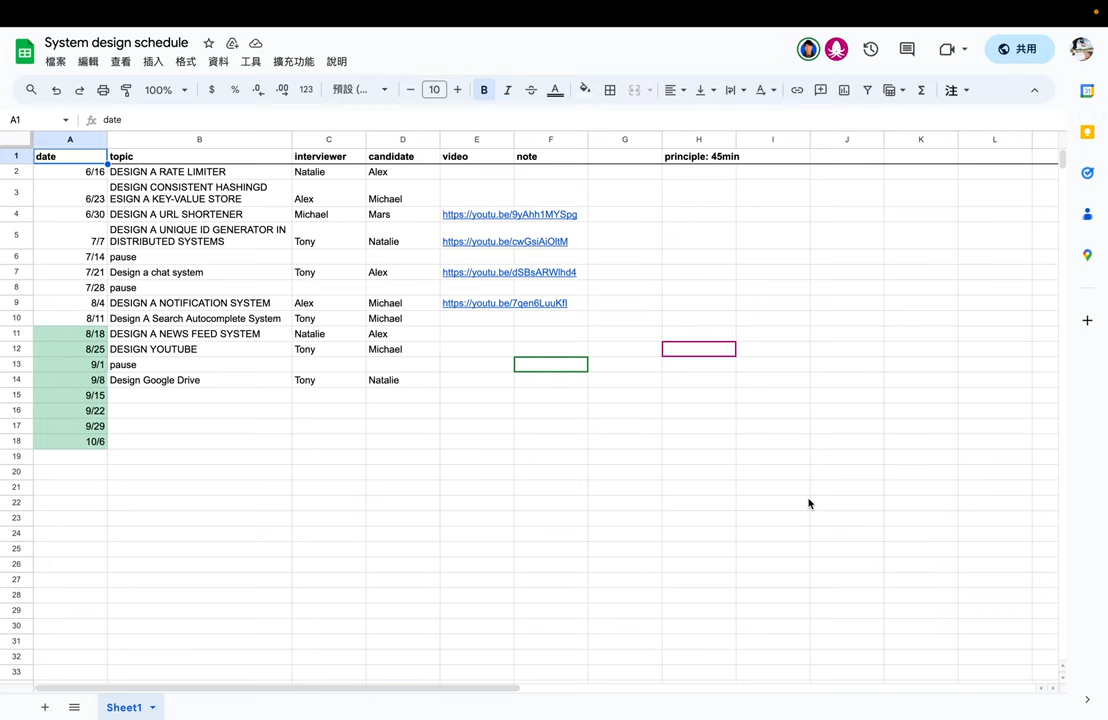 System design schedule
檔案 編輯 查看 插入 格式 資料 工具 擴充功能 說明
共用
100% $ % .0 .00 123 預設 (... 10 B I A Σ 注
A1 fx date
A B C D E F G H I J K L
1 date topic interviewer candidate video note principle: 45min
2 6/16 DESIGN A RATE LIMITER Natalie Alex
DESIGN CONSISTENT HASHINGD
3 6/23 ESIGN A KEY-VALUE STORE Alex Michael
4 6/30 DESIGN A URL SHORTENER Michael Mars https://youtu.be/9yAhh1MYSpg
DESIGN A UNIQUE ID GENERATOR IN
5 7/7 DISTRIBUTED SYSTEMS Tony Natalie https://youtu.be/cwGsiAiOltM
6 7/14 pause
7 7/21 Design a chat system Tony Alex https://youtu.be/dSBsARWlhd4
8 7/28 pause
9 8/4 DESIGN A NOTIFICATION SYSTEM Alex Michael https://youtu.be/7qen6LuuKfI
10 8/11 Design A Search Autocomplete System Tony Michael
11 8/18 DESIGN A NEWS FEED SYSTEM Natalie Alex
12 8/25 DESIGN YOUTUBE Tony Michael
13 9/1 pause
14 9/8 Design Google Drive Tony Natalie
15 9/15
16 9/22
17 9/29
18 10/6
19
20
21
22
23
24
25
26
27
28
29
30
31
32
33
Sheet1